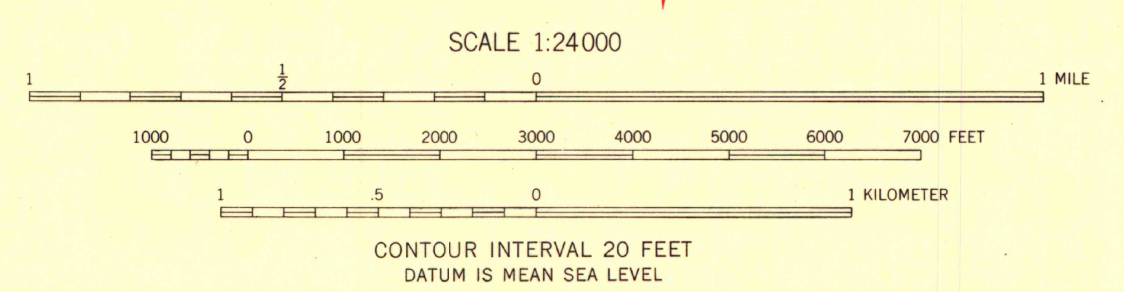 SCALE 1:24000
1 ½ 0 1 MILE
1000 0 1000 2000 3000 4000 5000 6000 7000 FEET
1 .5 0 1 KILOMETER
CONTOUR INTERVAL 20 FEET
DATUM IS MEAN SEA LEVEL